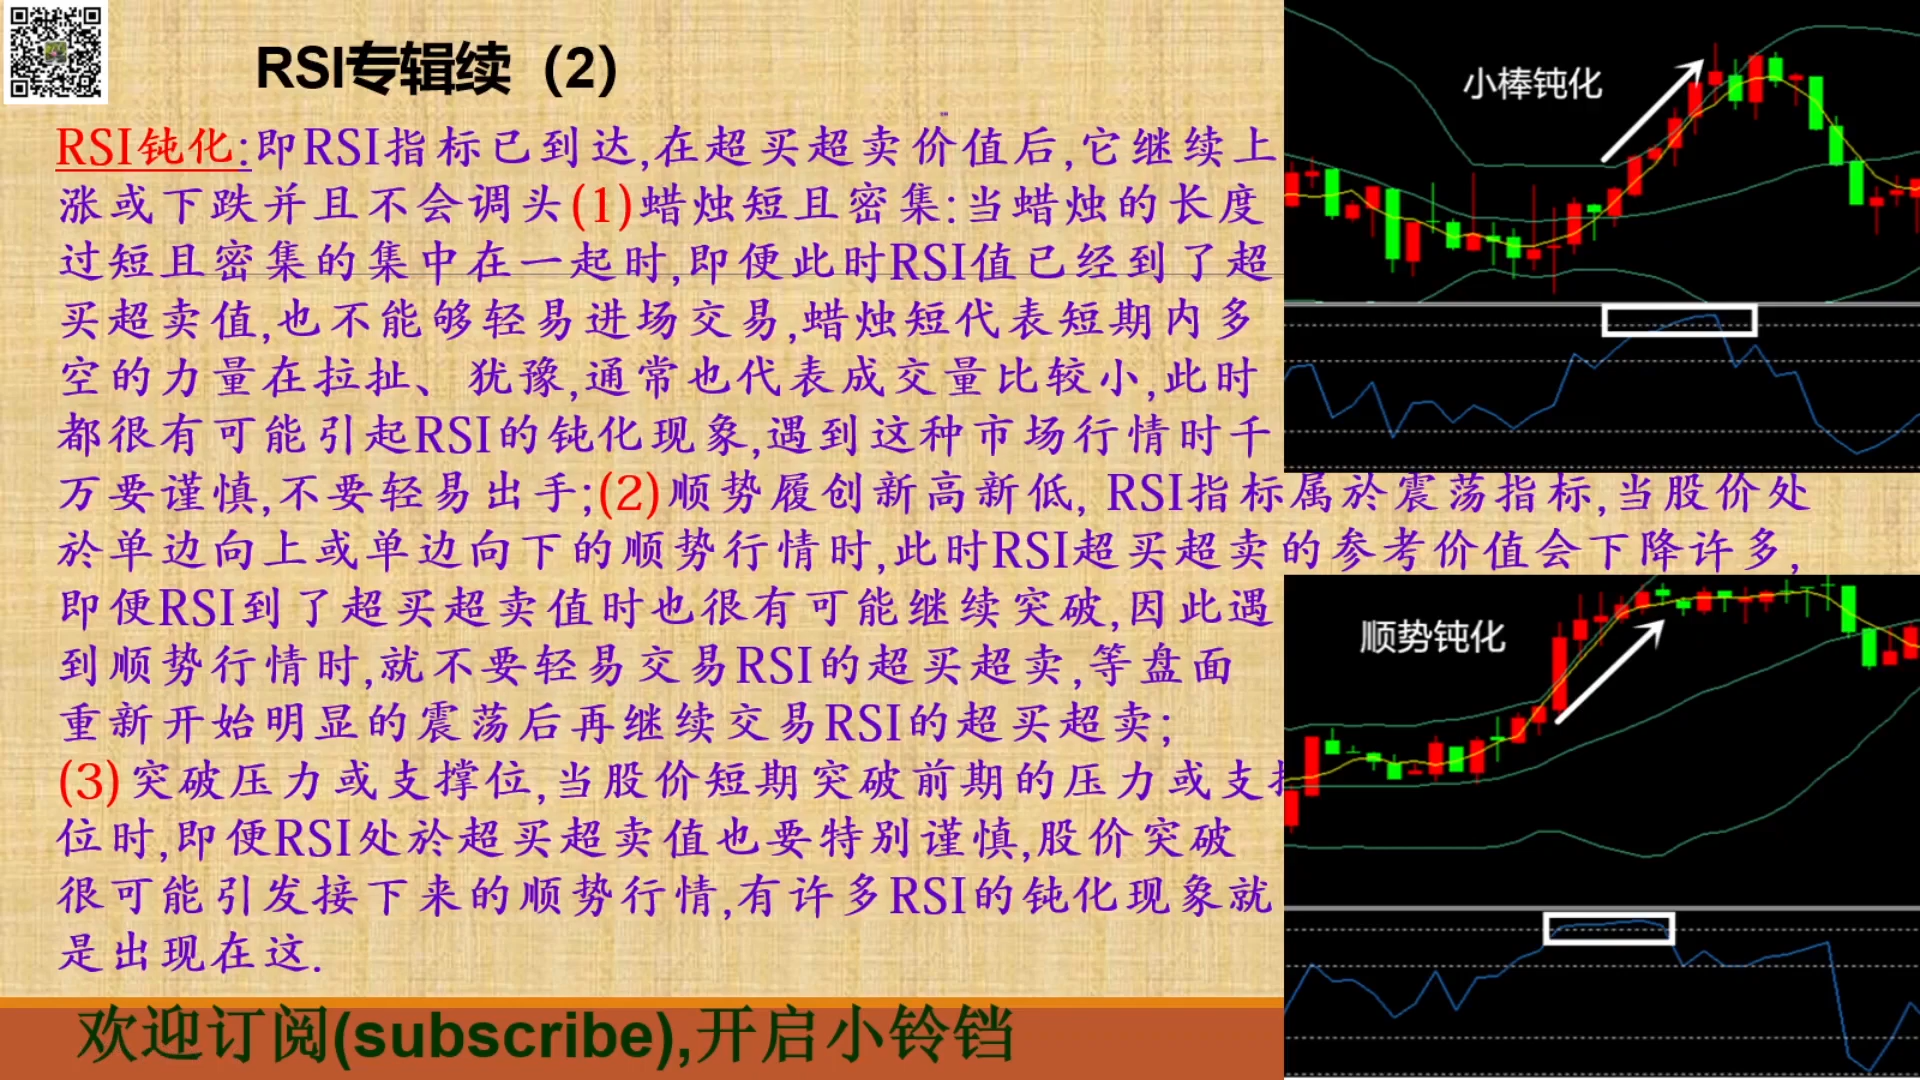 RSI专辑续（2）
RSI钝化:即RSI指标已到达,在超买超卖价值后,它继续上
涨或下跌并且不会调头(1)蜡烛短且密集:当蜡烛的长度
过短且密集的集中在一起时,即便此时RSI值已经到了超
买超卖值,也不能够轻易进场交易,蜡烛短代表短期内多
空的力量在拉扯、犹豫,通常也代表成交量比较小,此时
都很有可能引起RSI的钝化现象,遇到这种市场行情时千
万要谨慎,不要轻易出手;(2)顺势履创新高新低, RSI指标属於震荡指标,当股价处
於单边向上或单边向下的顺势行情时,此时RSI超买超卖的参考价值会下降许多,
即便RSI到了超买超卖值时也很有可能继续突破,因此遇
到顺势行情时,就不要轻易交易RSI的超买超卖,等盘面
重新开始明显的震荡后再继续交易RSI的超买超卖;
(3)突破压力或支撑位,当股价短期突破前期的压力或支
位时,即便RSI处於超买超卖值也要特别谨慎,股价突破
很可能引发接下来的顺势行情,有许多RSI的钝化现象就
是出现在这.
欢迎订阅(subscribe),开启小铃铛
小棒钝化
顺势钝化